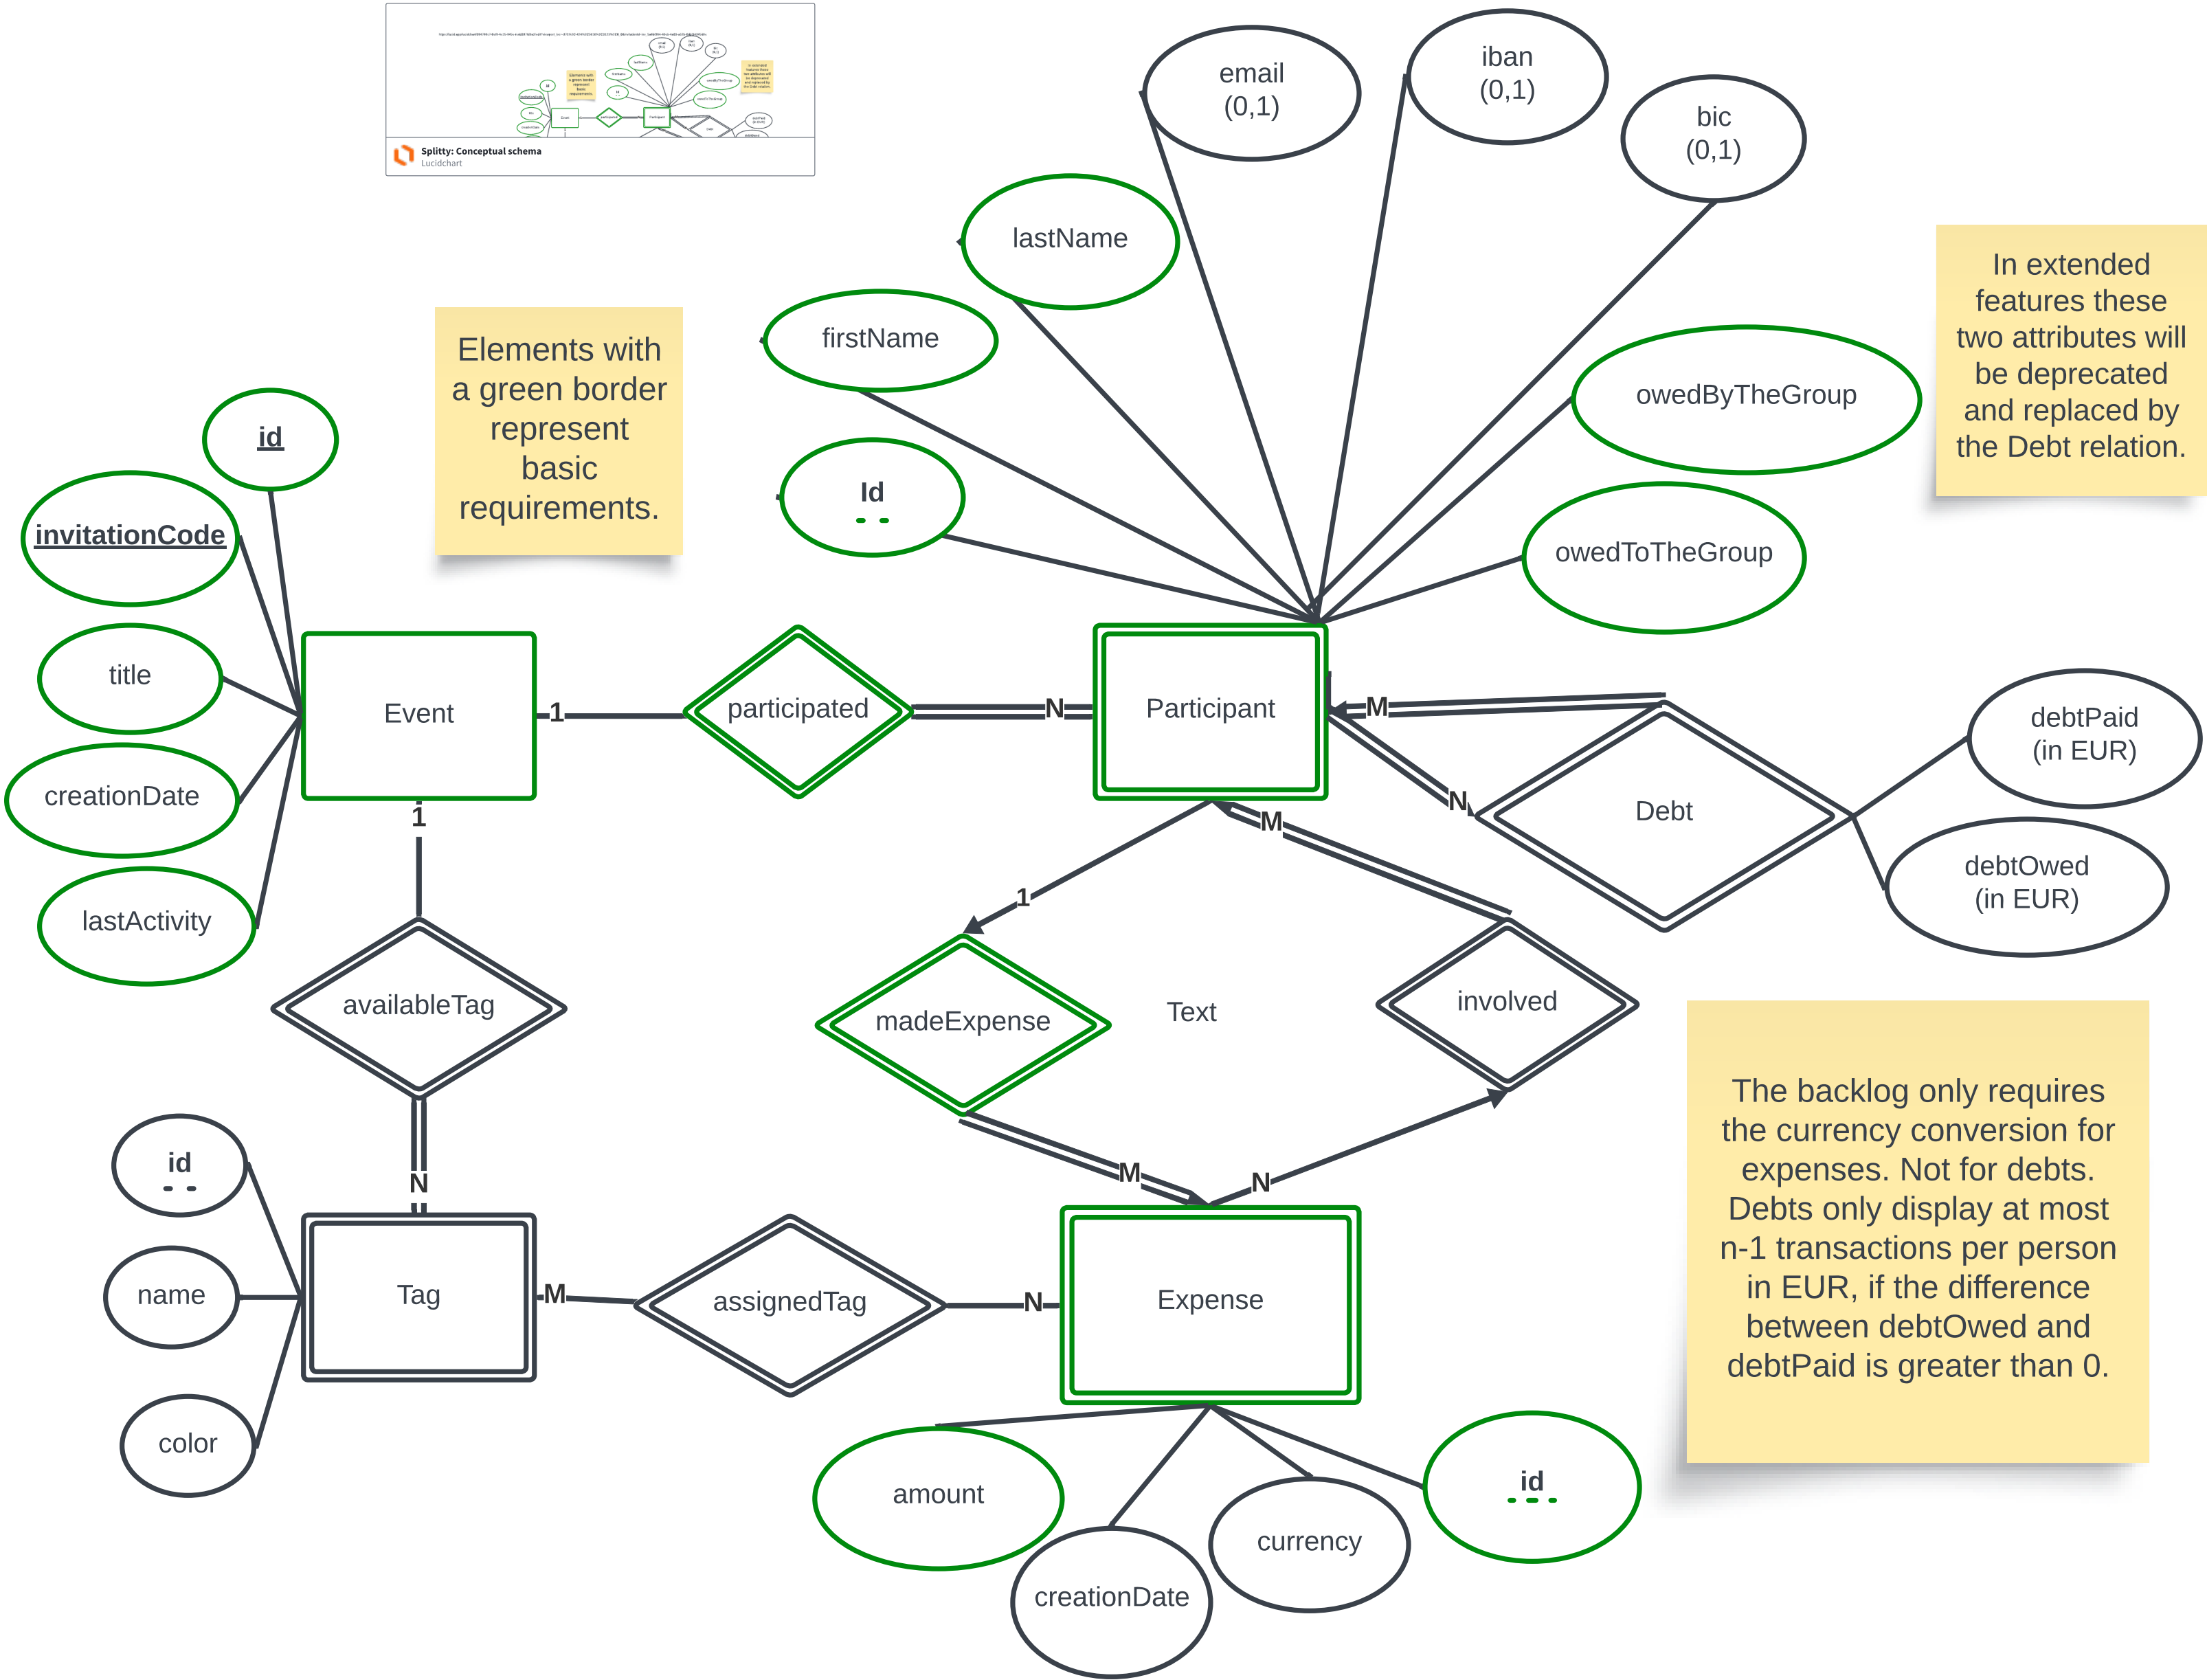 Splitty: Conceptual schema
Lucidchart
email
(0,1)
iban
(0,1)
bic
(0,1)
lastName
firstName
Id
owedByTheGroup
owedToTheGroup
In extended
features these
two attributes will
be deprecated
and replaced by
the Debt relation.
Elements with
a green border
represent
basic
requirements.
id
invitationCode
title
creationDate
lastActivity
Event
1
participated
N
Participant
M
N
Debt
debtPaid
(in EUR)
debtOwed
(in EUR)
1
availableTag
N
1
madeExpense
M
Text
M
involved
N
The backlog only requires
the currency conversion for
expenses. Not for debts.
Debts only display at most
n-1 transactions per person
in EUR, if the difference
between debtOwed and
debtPaid is greater than 0.
id
name
color
Tag
M
assignedTag
N
Expense
amount
creationDate
currency
id